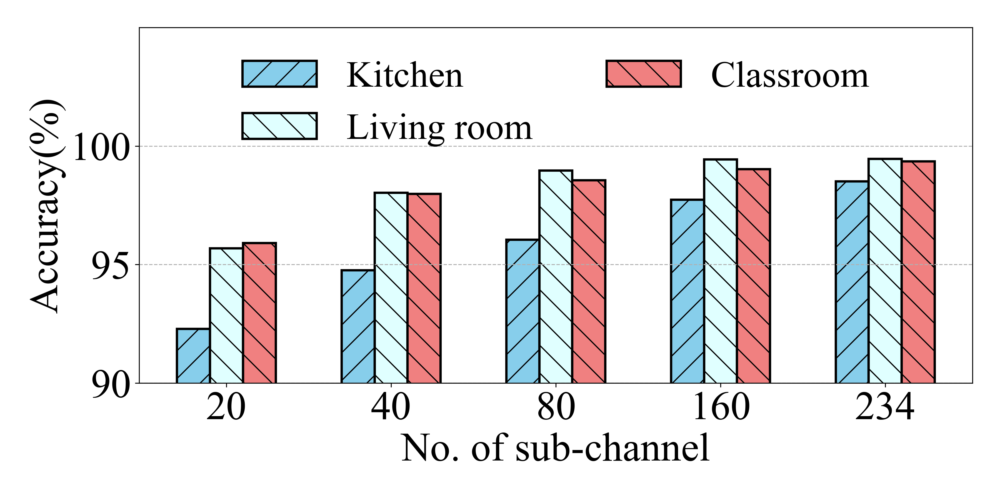 Kitchen
Living room
Classroom
Accuracy(%)
100
95
90
20 40 80 160 234
No. of sub-channel